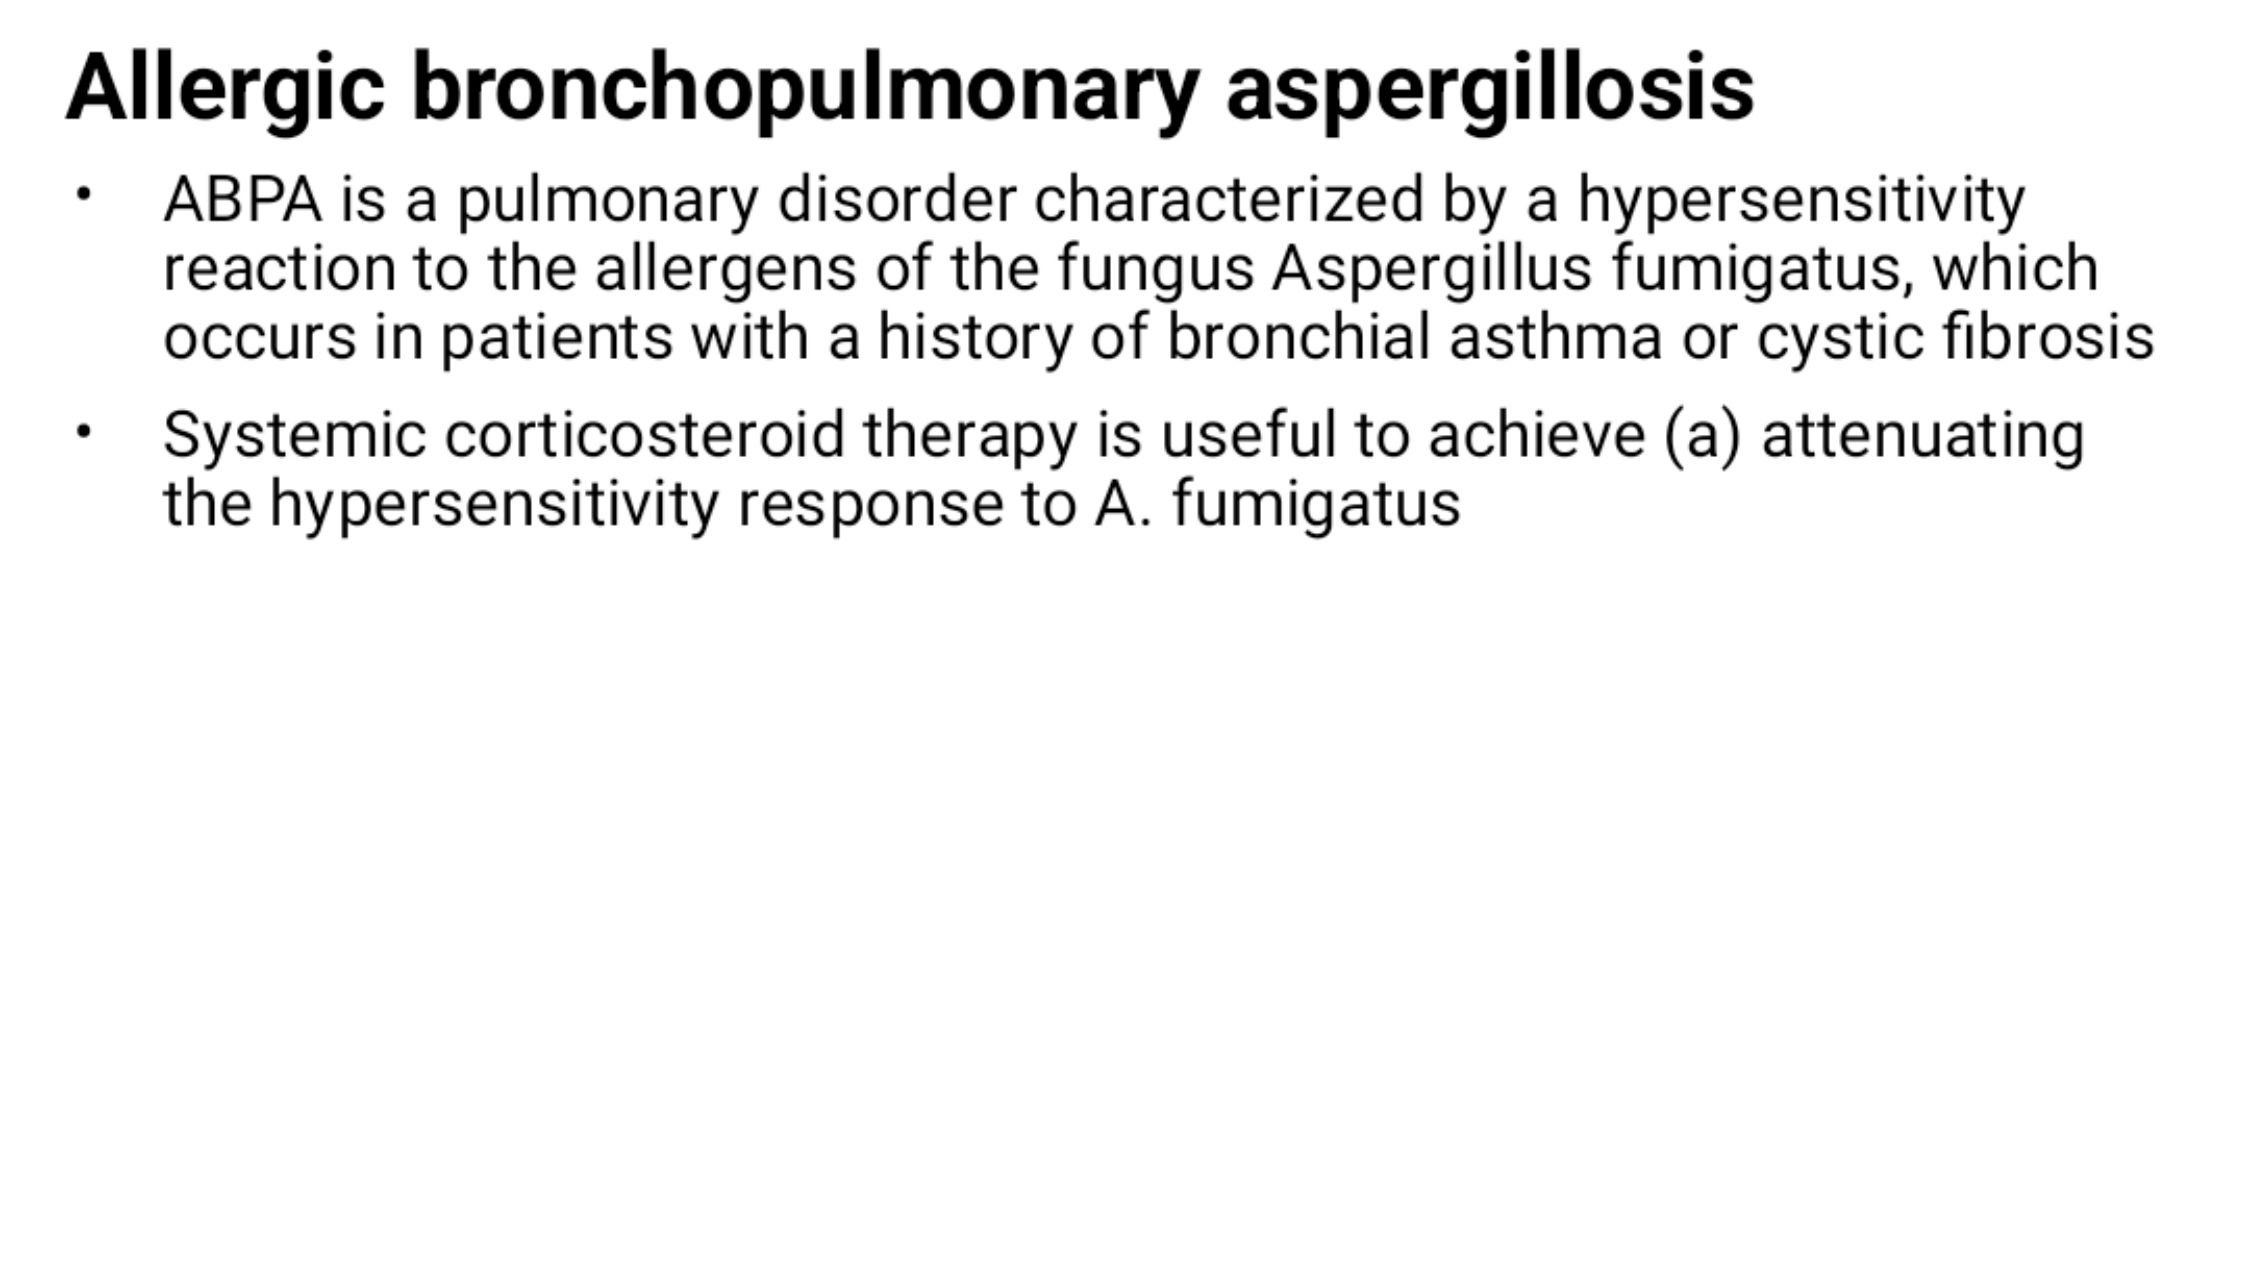 Allergic bronchopulmonary aspergillosis
• ABPA is a pulmonary disorder characterized by a hypersensitivity
reaction to the allergens of the fungus Aspergillus fumigatus, which
occurs in patients with a history of bronchial asthma or cystic fibrosis
• Systemic corticosteroid therapy is useful to achieve (a) attenuating
the hypersensitivity response to A. fumigatus